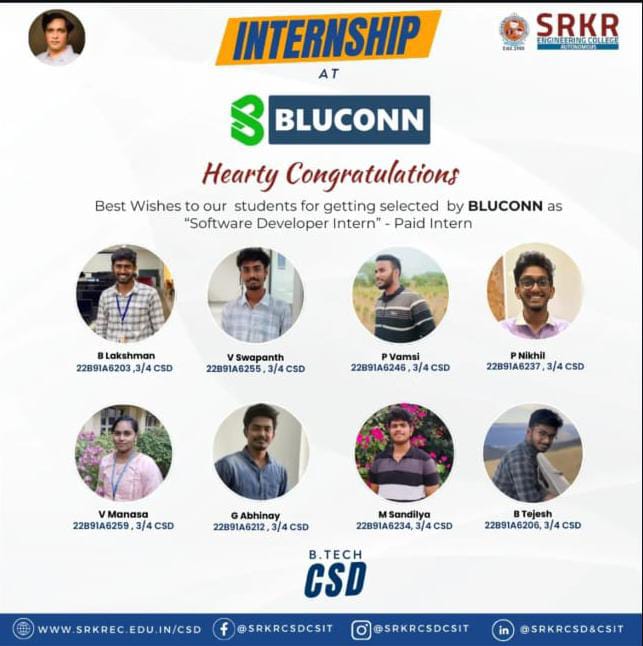 INTERNSHIP
AT
SRKR
ENGINEERING COLLEGE
AUTONOMOUS
Estd. 1980
BLUCONN
Hearty Congratulations
Best Wishes to our students for getting selected by BLUCONN as
“Software Developer Intern” - Paid Intern
B Lakshman
22B91A6203 ,3/4 CSD
V Swapanth
22B91A6255 , 3/4 CSD
P Vamsi
22B91A6246 , 3/4 CSD
P Nikhil
22B91A6237 , 3/4 CSD
V Manasa
22B91A6259 , 3/4 CSD
G Abhinay
22B91A6212 , 3/4 CSD
M Sandilya
22B91A6234, 3/4 CSD
B Tejesh
22B91A6206, 3/4 CSD
B.TECH
CSD
WWW.SRKREC.EDU.IN/CSD
@SRKRCSDCSIT
@SRKRCSDCSIT
@SRKRCSD&CSIT